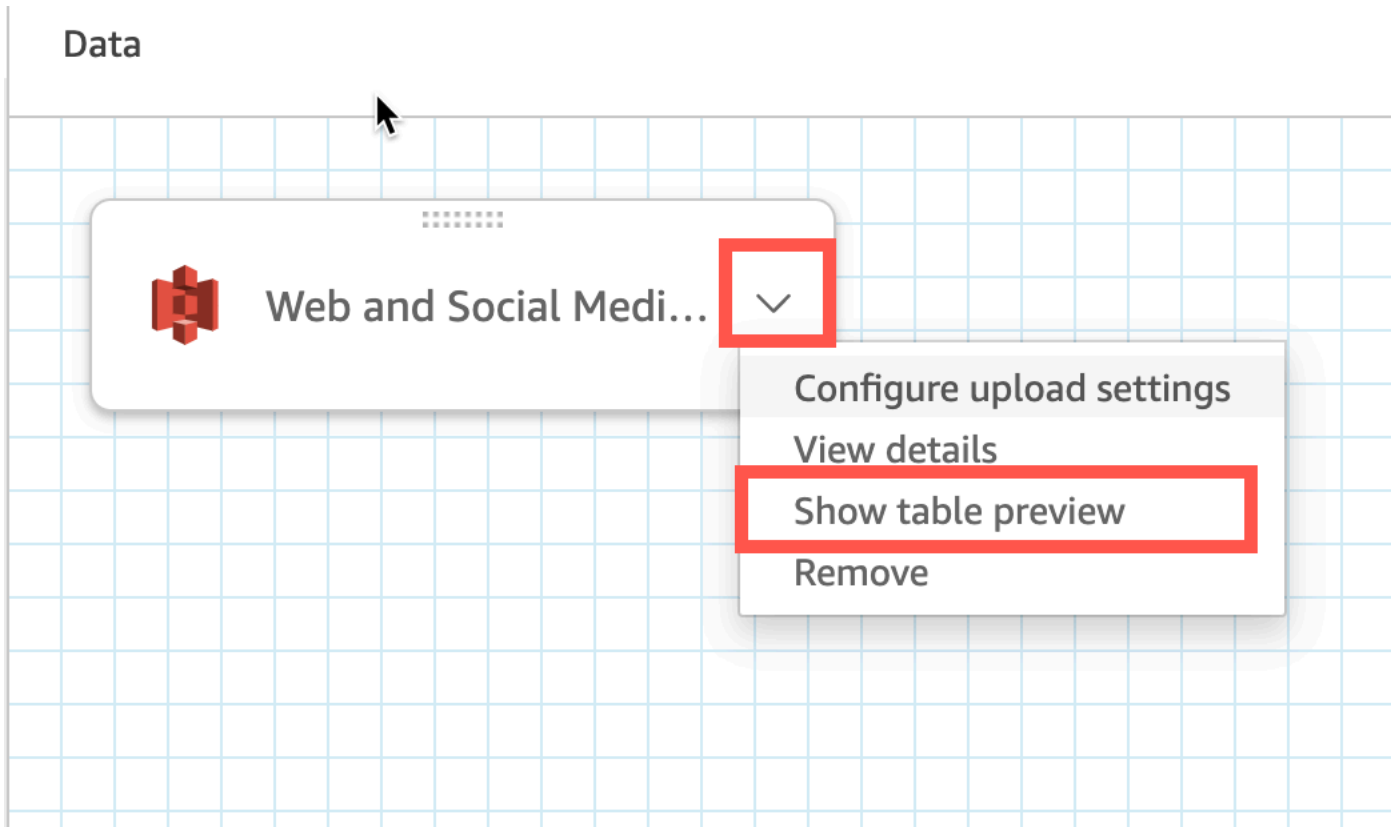 Data
Web and Social Medi...
Configure upload settings
View details
Show table preview
Remove